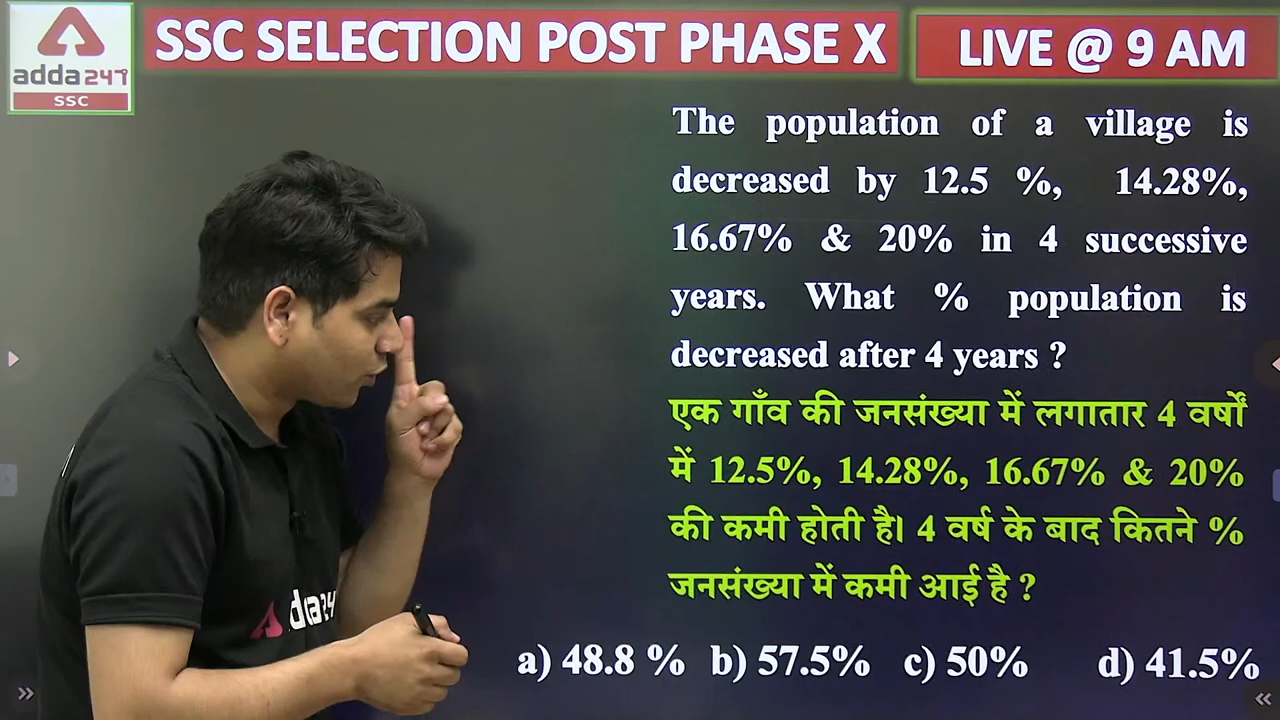 adda247
SSC
SSC SELECTION POST PHASE X
LIVE @ 9 AM
The population of a village is
decreased by 12.5 %, 14.28%,
16.67% & 20% in 4 successive
years. What % population is
decreased after 4 years ?
एक गाँव की जनसंख्या में लगातार 4 वर्षों
में 12.5%, 14.28%, 16.67% & 20%
की कमी होती है। 4 वर्ष के बाद कितने %
जनसंख्या में कमी आई है ?
a) 48.8 % b) 57.5% c) 50% d) 41.5%
adda24